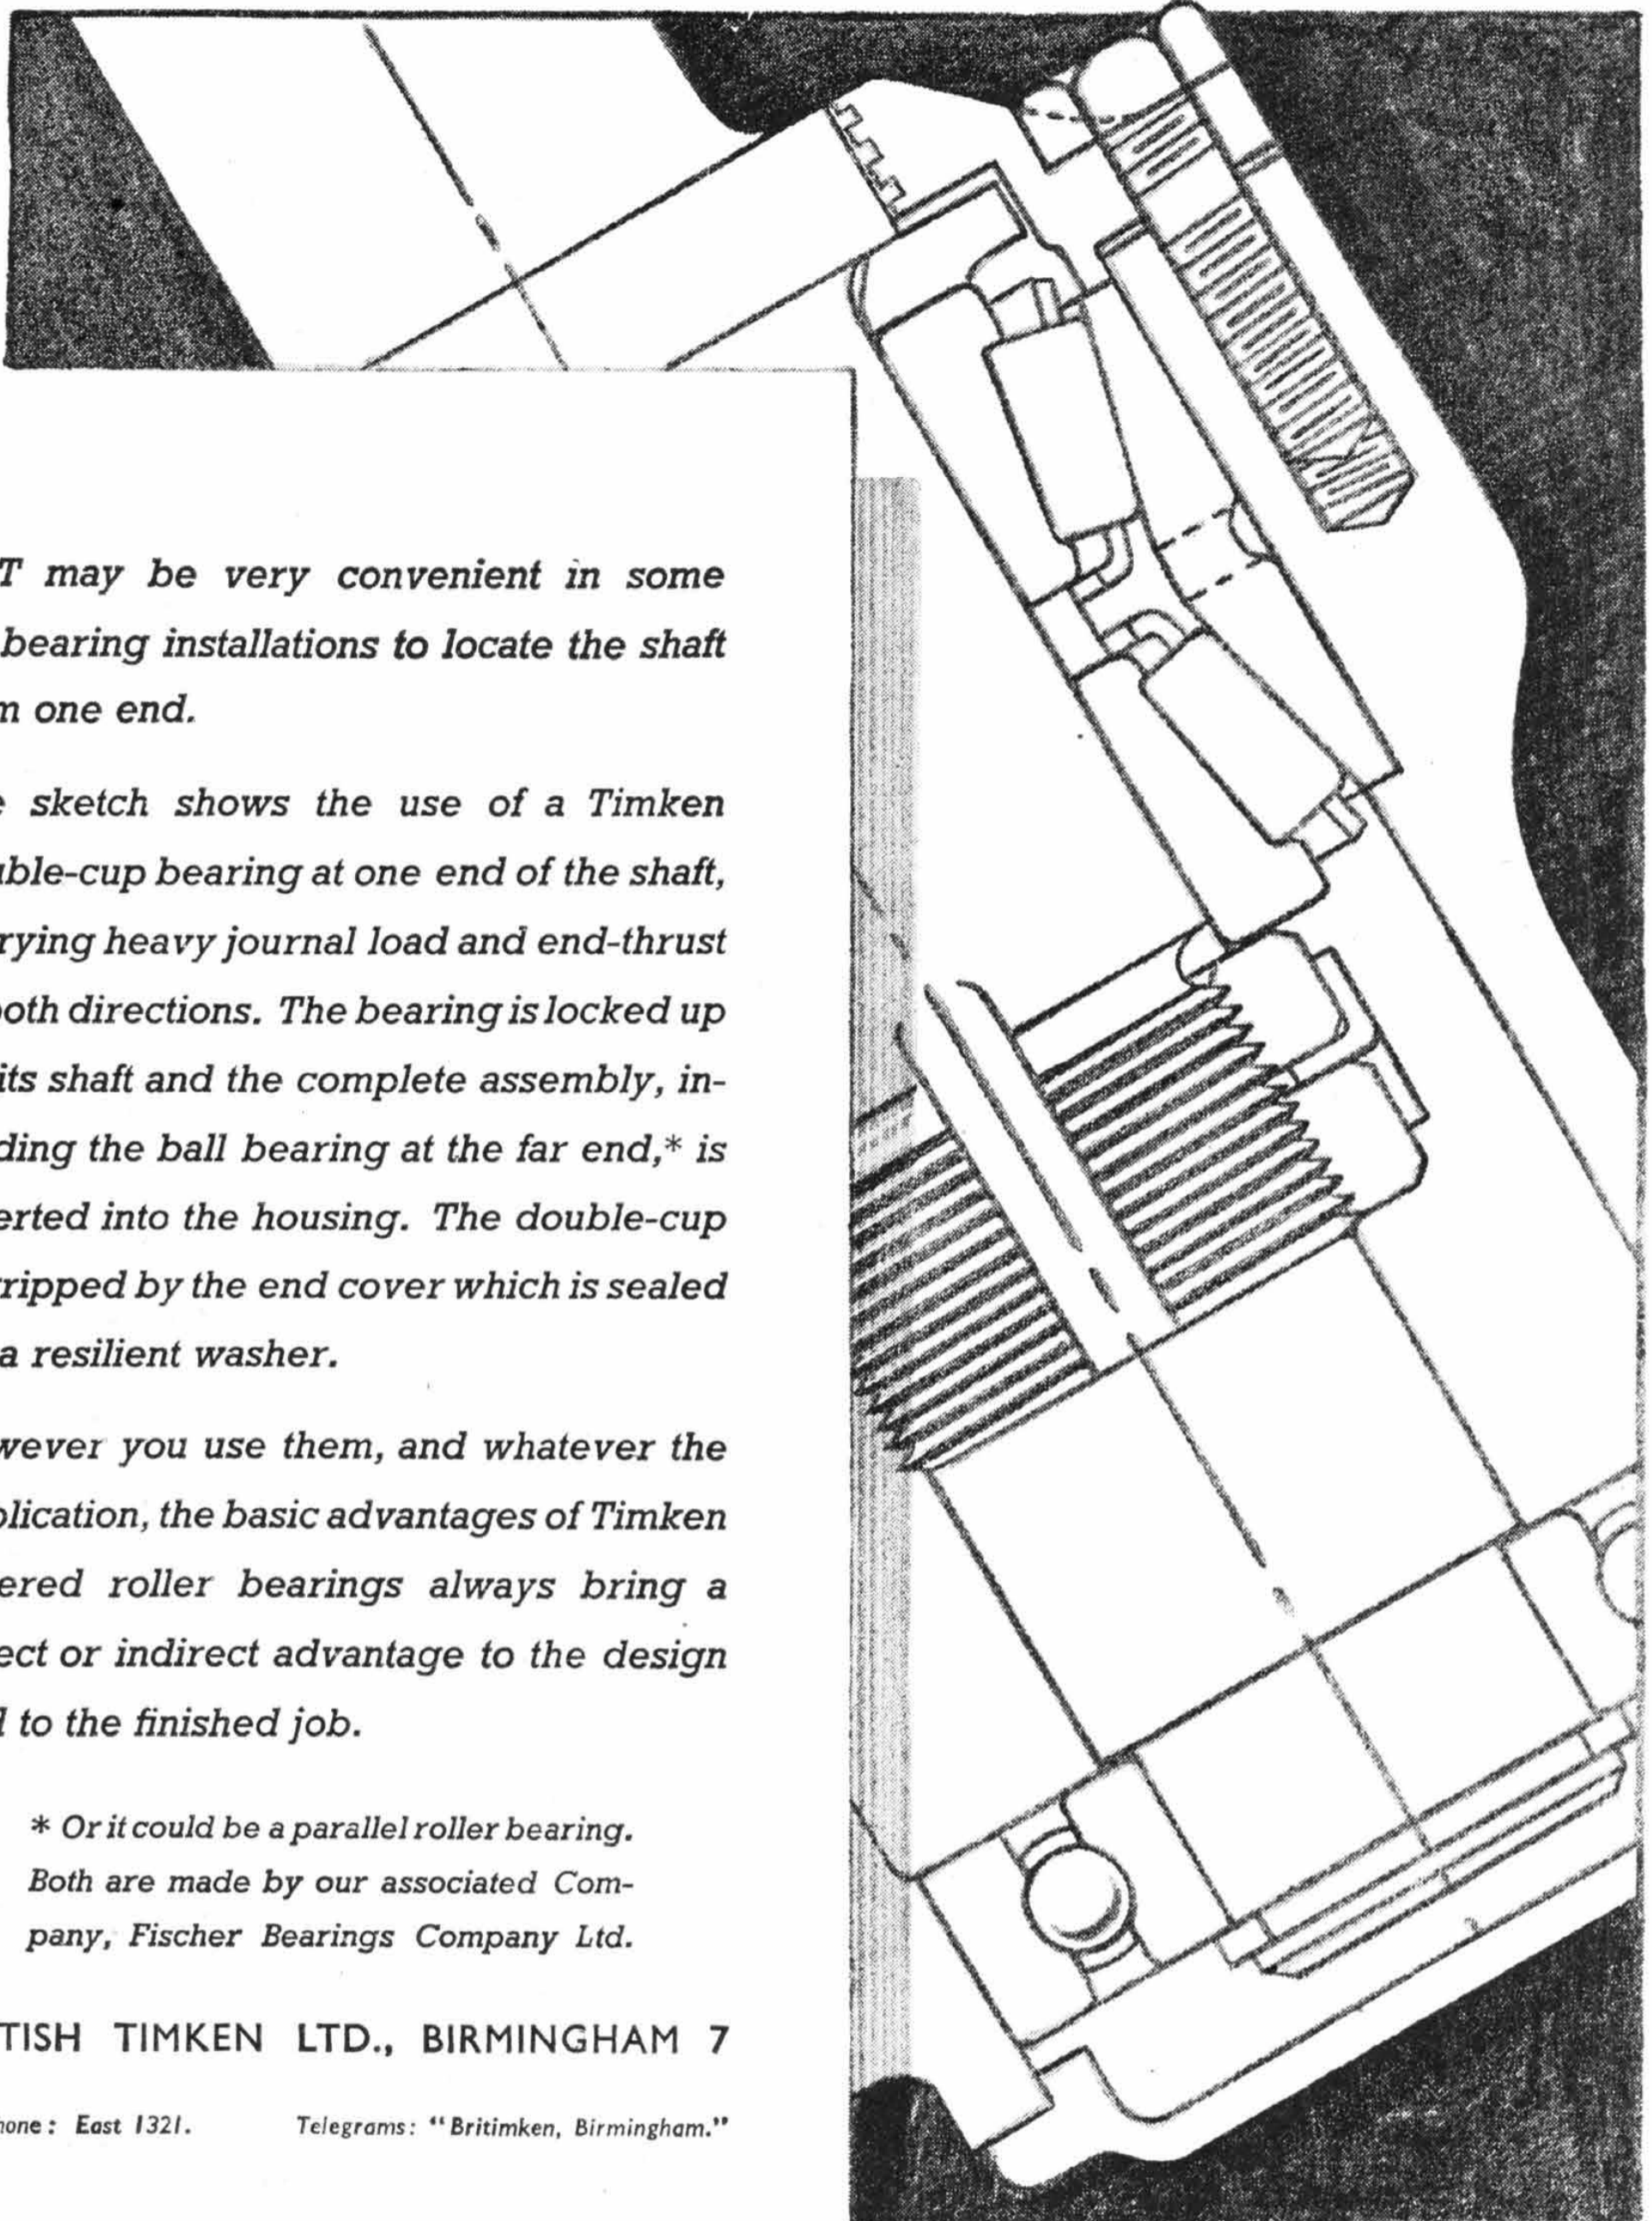 T may be very convenient in some
bearing installations to locate the shaft
m one end.
e sketch shows the use of a Timken
uble-cup bearing at one end of the shaft,
rrying heavy journal load and end-thrust
both directions. The bearing is locked up
its shaft and the complete assembly, in-
ding the ball bearing at the far end,* is
erted into the housing. The double-cup
ripped by the end cover which is sealed
a resilient washer.
wever you use them, and whatever the
plication, the basic advantages of Timken
ered roller bearings always bring a
ect or indirect advantage to the design
d to the finished job.
* Or it could be a parallel roller bearing.
Both are made by our associated Com-
pany, Fischer Bearings Company Ltd.
TISH TIMKEN LTD., BIRMINGHAM 7
hone : East 1321. Telegrams: “Britimken, Birmingham.”